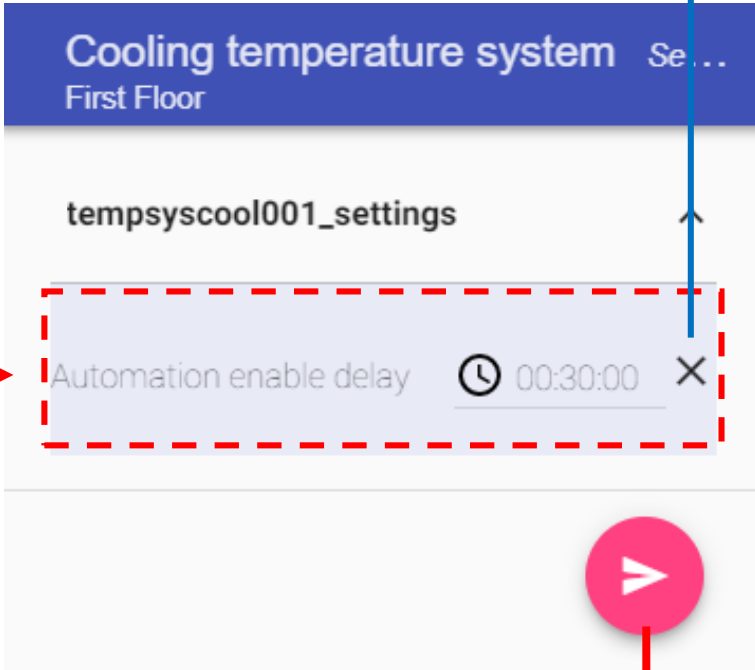 Cooling temperature system Se...
First Floor
tempsyscool001_settings
Automation enable delay 00:30:00